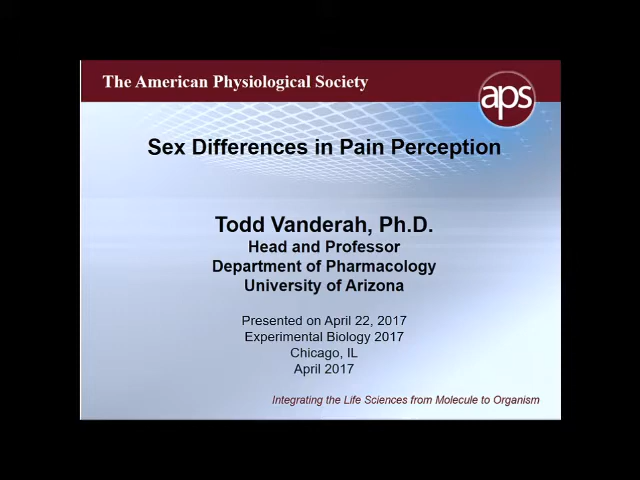 The American Physiological Society
aps
Sex Differences in Pain Perception
Todd Vanderah, Ph.D.
Head and Professor
Department of Pharmacology
University of Arizona
Presented on April 22, 2017
Experimental Biology 2017
Chicago, IL
April 2017
Integrating the Life Sciences from Molecule to Organism